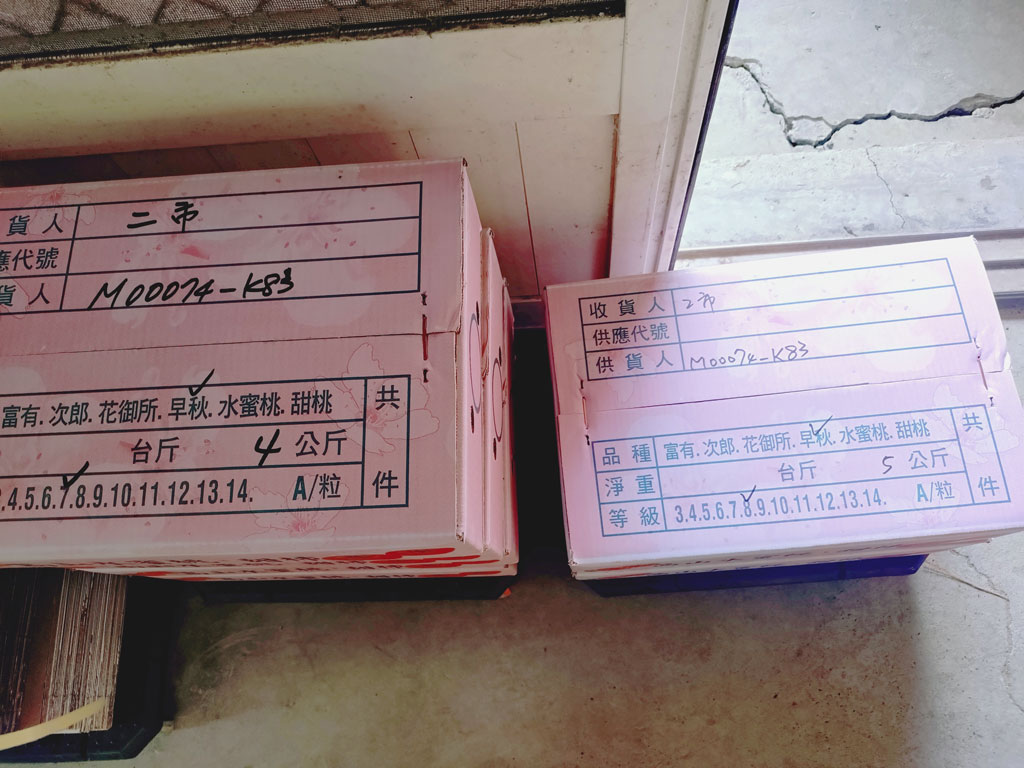 貨人 二市
應代號
貨人 M00074-K83
富有.次郎.花御所.早秋.水蜜桃.甜桃 共
台斤 4 公斤
.4.5.6.7.8.9.10.11.12.13.14. A/粒 件
收貨人 2市
供應代號
供貨人 M00074-K83
品種 富有.次郎.花御所.早秋.水蜜桃.甜桃 共
淨重 台斤 5 公斤
等級 3.4.5.6.7.8.9.10.11.12.13.14. A/粒 件